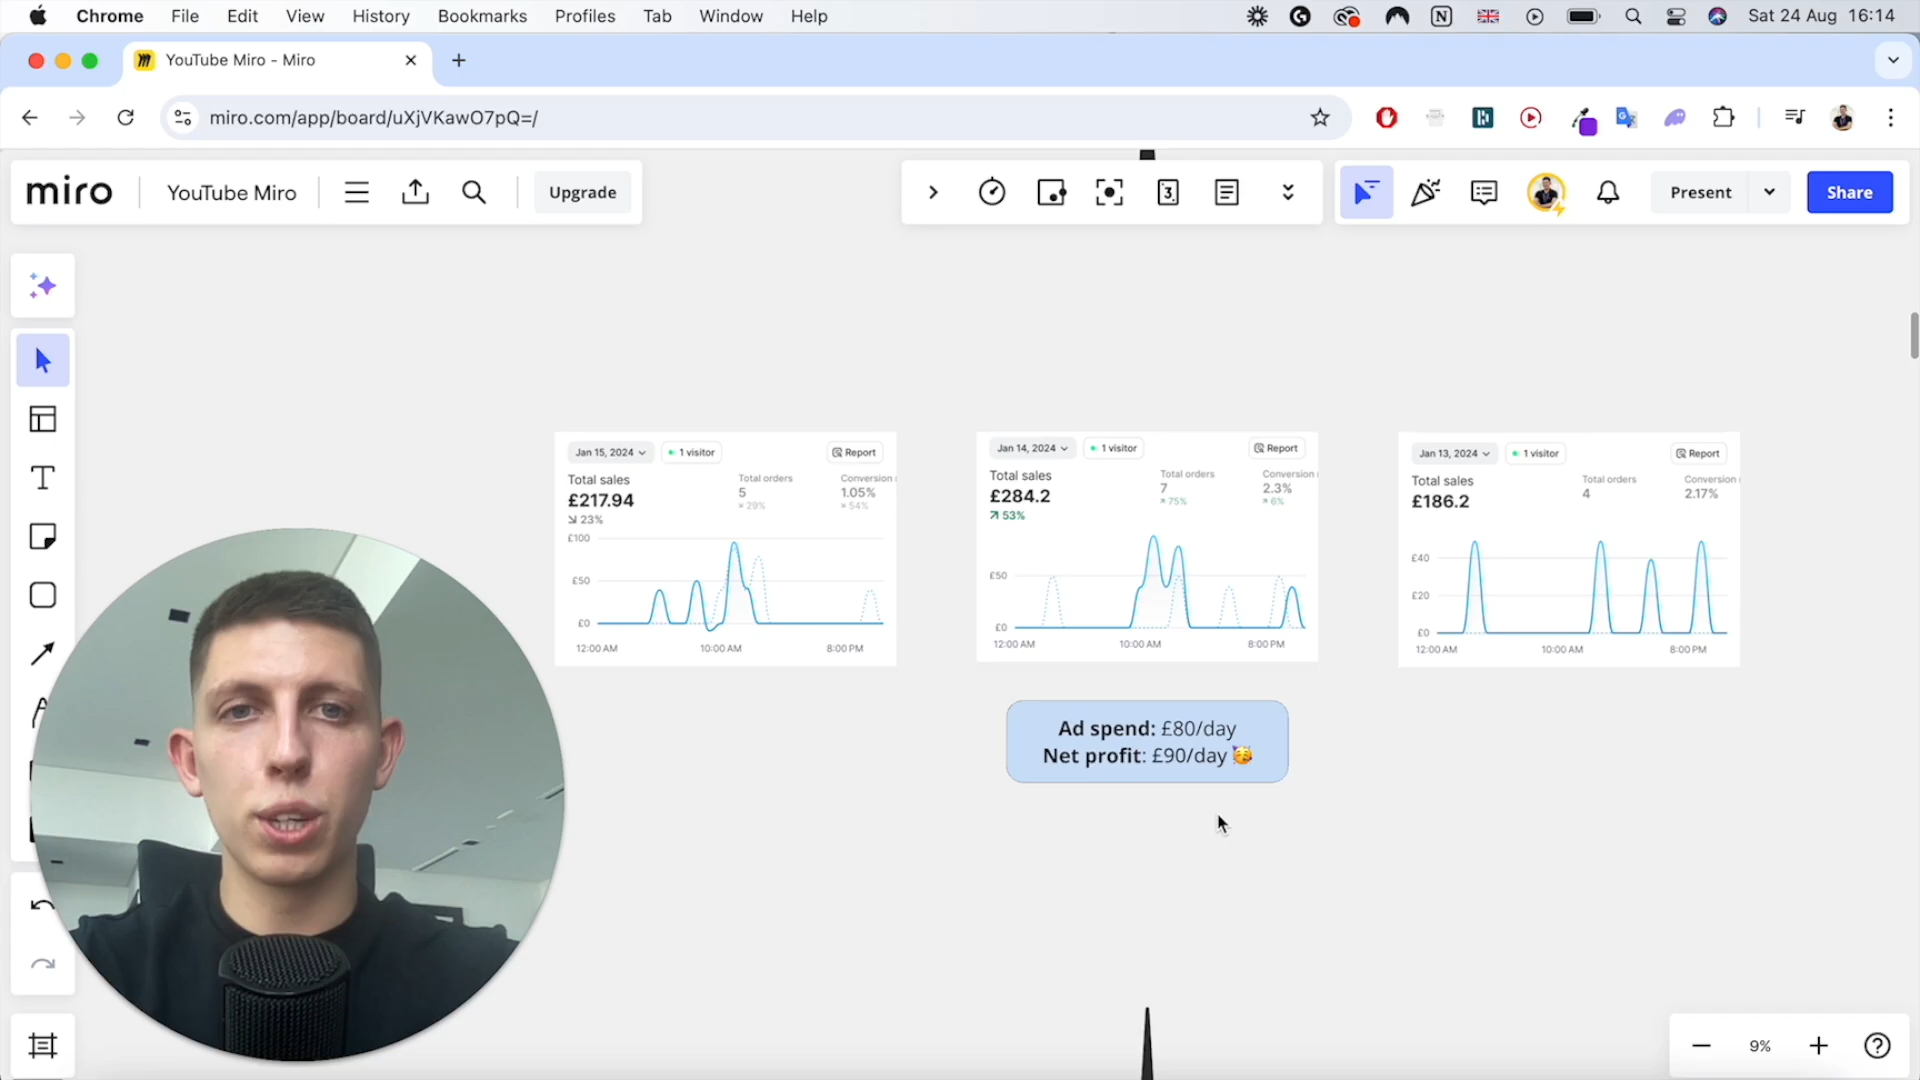 Chrome File Edit View History Bookmarks Profiles Tab Window Help Sat 24 Aug 16:14
YouTube Miro - Miro
miro.com/app/board/uXjVKawO7pQ=/
miro YouTube Miro Upgrade Present Share
Jan 15, 2024 1 visitor Report
Total sales Total orders Conversion
£217.94 5 1.05%
23% 29% 54%
£100
£50
£0
12:00 AM 10:00 AM 8:00 PM
Jan 14, 2024 1 visitor Report
Total sales Total orders Conversion
£284.2 7 2.3%
53% 75% 6%
£50
£0
12:00 AM 10:00 AM 8:00 PM
Jan 13, 2024 1 visitor Report
Total sales Total orders Conversion
£186.2 4 2.17%
£40
£20
£0
12:00 AM 10:00 AM 8:00 PM
Ad spend: £80/day
Net profit: £90/day 🥳
9%